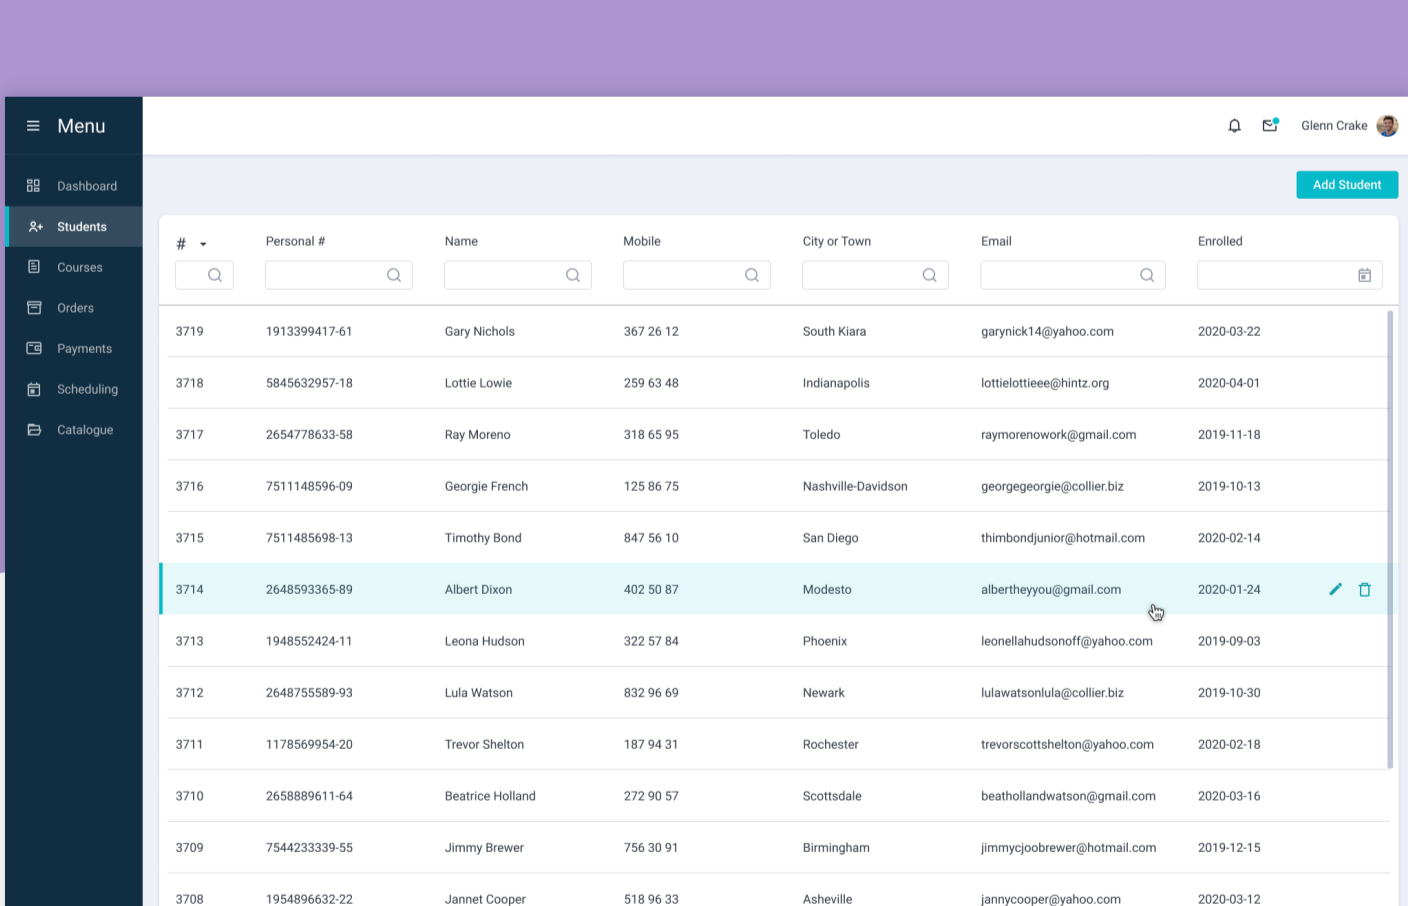 Menu
Glenn Crake
Dashboard
Students
Courses
Orders
Payments
Scheduling
Catalogue
Add Student
# Personal # Name Mobile City or Town Email Enrolled
3719 1913399417-61 Gary Nichols 367 26 12 South Kiara garynick14@yahoo.com 2020-03-22
3718 5845632957-18 Lottie Lowie 259 63 48 Indianapolis lottielottieee@hintz.org 2020-04-01
3717 2654778633-58 Ray Moreno 318 65 95 Toledo raymorenowork@gmail.com 2019-11-18
3716 7511148596-09 Georgie French 125 86 75 Nashville-Davidson georgegeorgie@collier.biz 2019-10-13
3715 7511485698-13 Timothy Bond 847 56 10 San Diego thimbondjunior@hotmail.com 2020-02-14
3714 2648593365-89 Albert Dixon 402 50 87 Modesto albertheyyou@gmail.com 2020-01-24
3713 1948552424-11 Leona Hudson 322 57 84 Phoenix leonellahudsonoff@yahoo.com 2019-09-03
3712 2648755589-93 Lula Watson 832 96 69 Newark lulawatsonlula@collier.biz 2019-10-30
3711 1178569954-20 Trevor Shelton 187 94 31 Rochester trevorscottshelton@yahoo.com 2020-02-18
3710 2658889611-64 Beatrice Holland 272 90 57 Scottsdale beathollandwatson@gmail.com 2020-03-16
3709 7544233339-55 Jimmy Brewer 756 30 91 Birmingham jimmycjoobrewer@hotmail.com 2019-12-15
3708 1954896632-22 Jannet Cooper 518 96 33 Asheville jannycooper@yahoo.com 2020-03-12